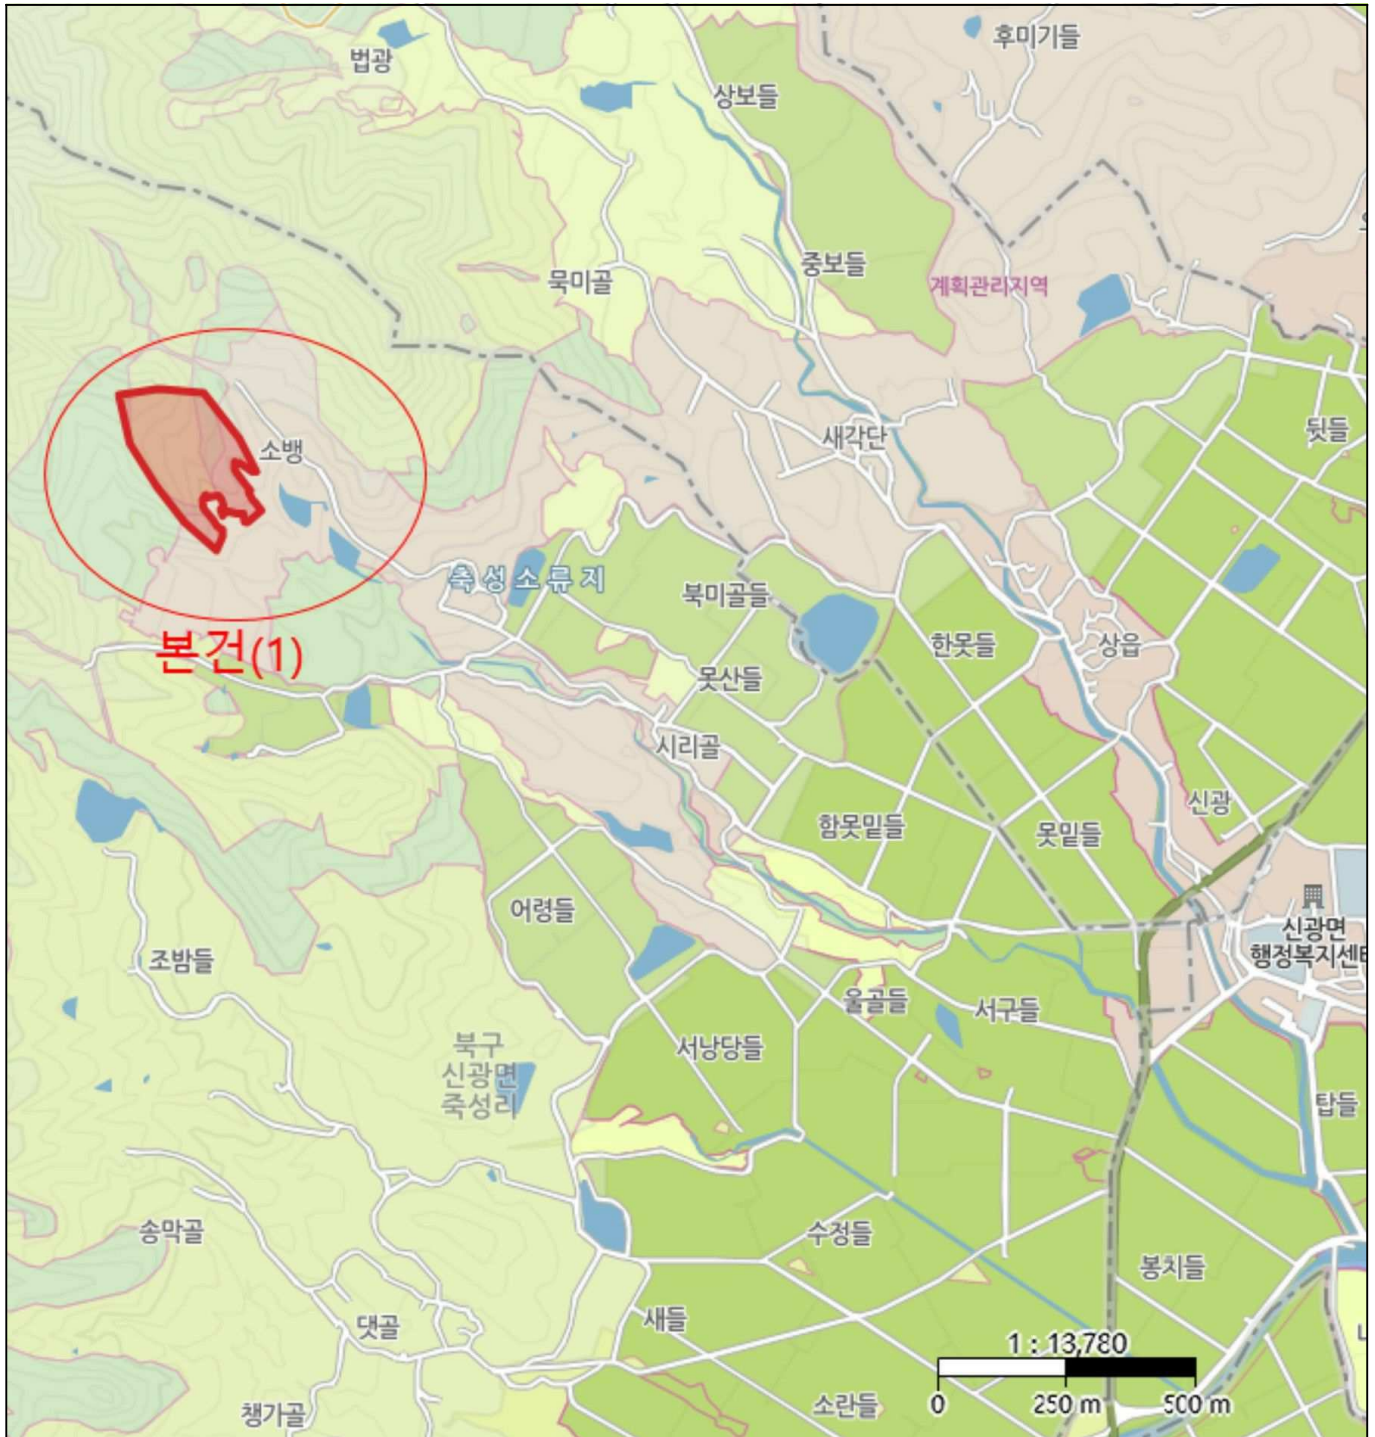 후미기들
법광
상보들
중보들
묵미골
계획관리지역
새각단
뒷들
소뱅
축성소류지
북미골들
한못들
상읍
본건(1)
못산들
시리골
신광
함못밑들
못밑들
어령들
신광면
행정복지센터
조밤들
울골들
서구들
서낭당들
북구
신광면
죽성리
탑들
송막골
수정들
봉치들
댓골
새들
1 : 13,780
챙가골
소란들
0
250 m
500 m